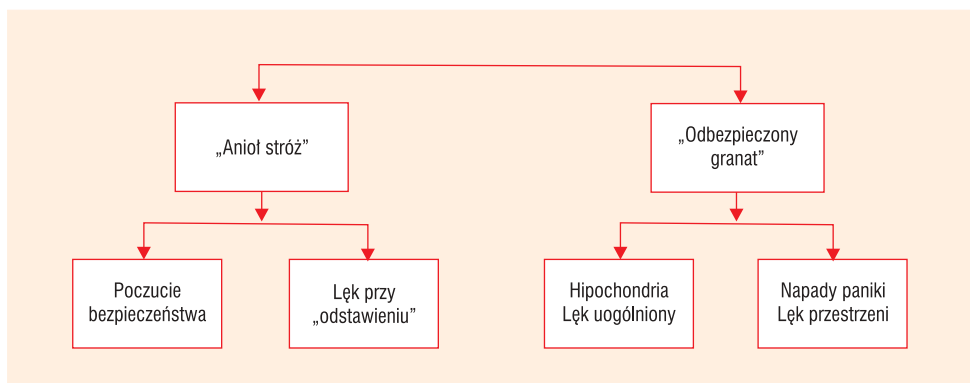 „Anioł stróż”
„Odbezpieczony
granat”
Poczucie
bezpieczeństwa
Lęk przy
„odstawieniu”
Hipochondria
Lęk uogólniony
Napady paniki
Lęk przestrzeni